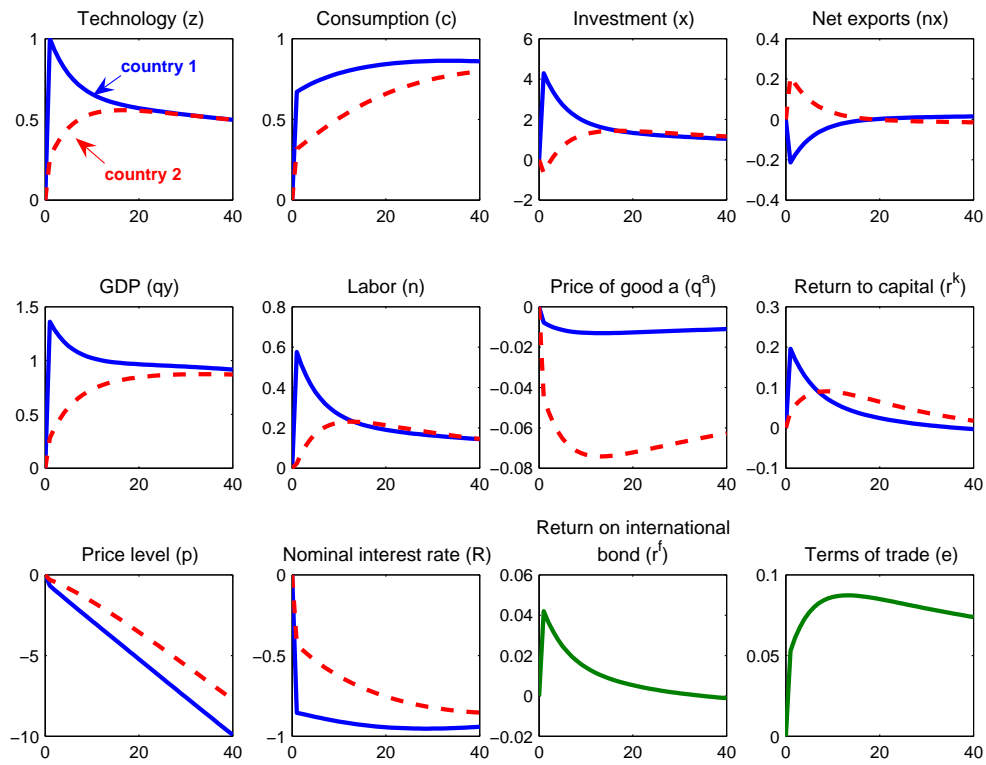 Technology (z)
Consumption (c)
Investment (x)
Net exports (nx)
1
0.5
0
0 20 40
country 1
country 2
1
0.8
0.6
0.4
0.2
0
0 20 40
6
4
2
0
−2
0 20 40
0.4
0.2
0
−0.2
−0.4
0 20 40
GDP (qy)
Labor (n)
Price of good a (q^a)
Return to capital (r^k)
1.5
1
0.5
0
0 20 40
0.8
0.6
0.4
0.2
0
0 20 40
0
−0.02
−0.04
−0.06
−0.08
0 20 40
0.3
0.2
0.1
0
−0.1
0 20 40
Price level (p)
Nominal interest rate (R)
Return on international
bond (r^f)
Terms of trade (e)
0
−5
−10
0 20 40
0
−0.5
−1
0 20 40
0.06
0.04
0.02
0
−0.02
0 20 40
0.1
0.05
0
0 20 40